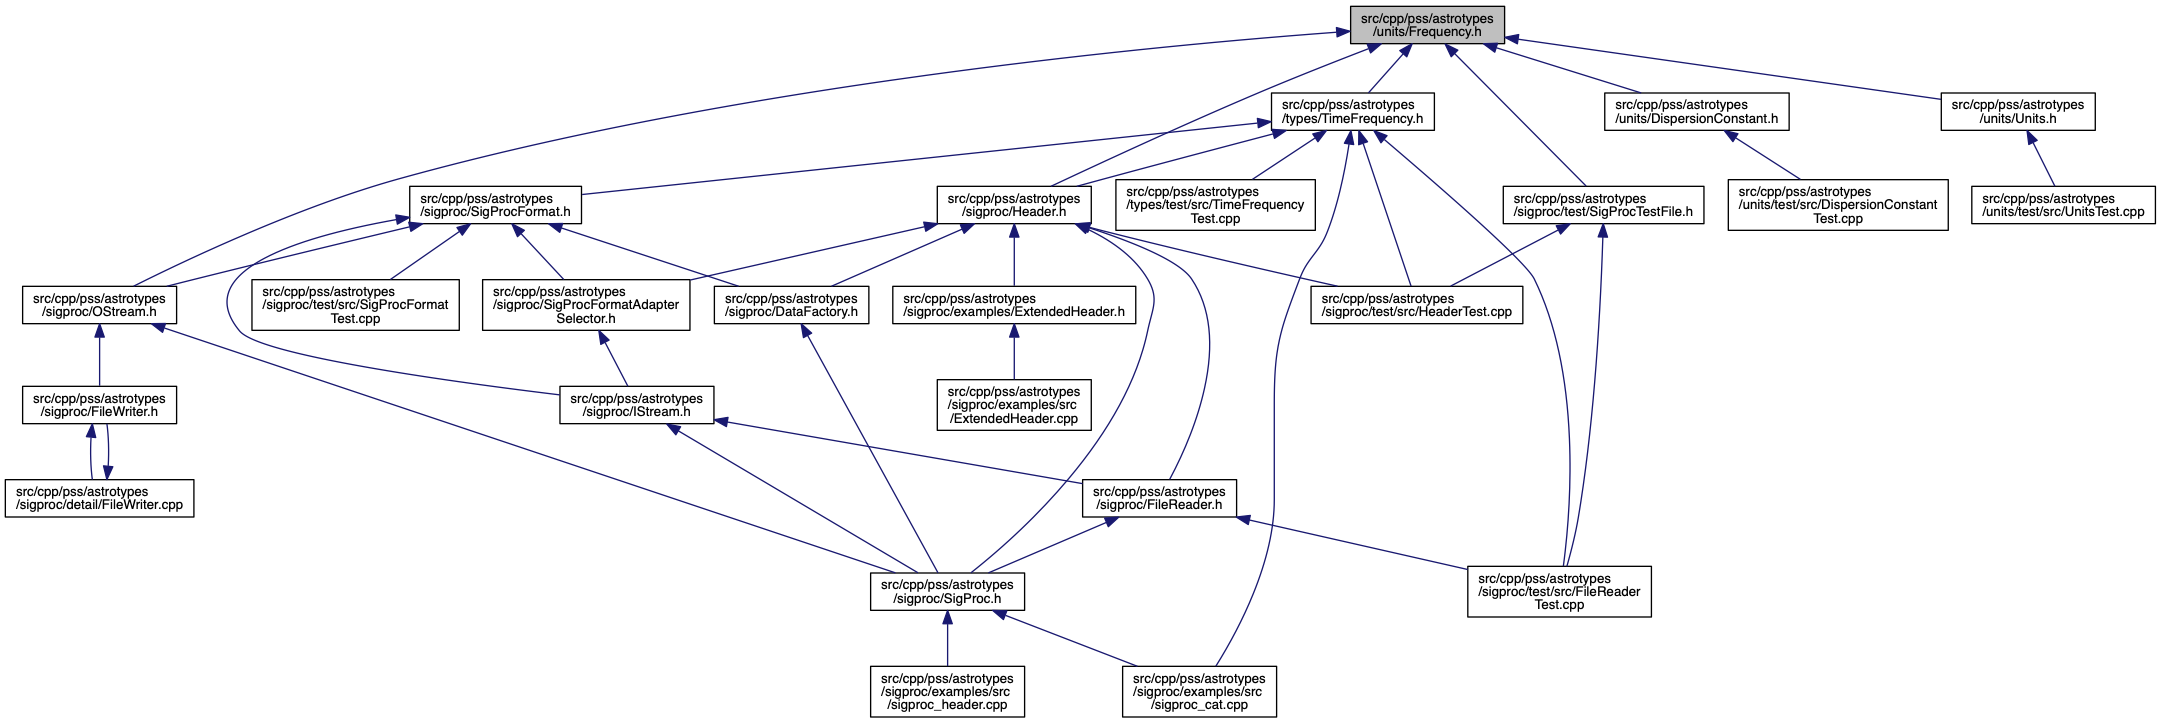 src/cpp/pss/astrotypes
/units/Frequency.h
src/cpp/pss/astrotypes
/types/TimeFrequency.h
src/cpp/pss/astrotypes
/units/DispersionConstant.h
src/cpp/pss/astrotypes
/units/Units.h
src/cpp/pss/astrotypes
/sigproc/SigProcFormat.h
src/cpp/pss/astrotypes
/sigproc/Header.h
src/cpp/pss/astrotypes
/types/test/src/TimeFrequency
Test.cpp
src/cpp/pss/astrotypes
/sigproc/test/SigProcTestFile.h
src/cpp/pss/astrotypes
/units/test/src/DispersionConstant
Test.cpp
src/cpp/pss/astrotypes
/units/test/src/UnitsTest.cpp
src/cpp/pss/astrotypes
/sigproc/OStream.h
src/cpp/pss/astrotypes
/sigproc/test/src/SigProcFormat
Test.cpp
src/cpp/pss/astrotypes
/sigproc/SigProcFormatAdapter
Selector.h
src/cpp/pss/astrotypes
/sigproc/DataFactory.h
src/cpp/pss/astrotypes
/sigproc/examples/ExtendedHeader.h
src/cpp/pss/astrotypes
/sigproc/test/src/HeaderTest.cpp
src/cpp/pss/astrotypes
/sigproc/FileWriter.h
src/cpp/pss/astrotypes
/sigproc/IStream.h
src/cpp/pss/astrotypes
/sigproc/examples/src
/ExtendedHeader.cpp
src/cpp/pss/astrotypes
/sigproc/detail/FileWriter.cpp
src/cpp/pss/astrotypes
/sigproc/FileReader.h
src/cpp/pss/astrotypes
/sigproc/SigProc.h
src/cpp/pss/astrotypes
/sigproc/test/src/FileReader
Test.cpp
src/cpp/pss/astrotypes
/sigproc/examples/src
/sigproc_header.cpp
src/cpp/pss/astrotypes
/sigproc/examples/src
/sigproc_cat.cpp